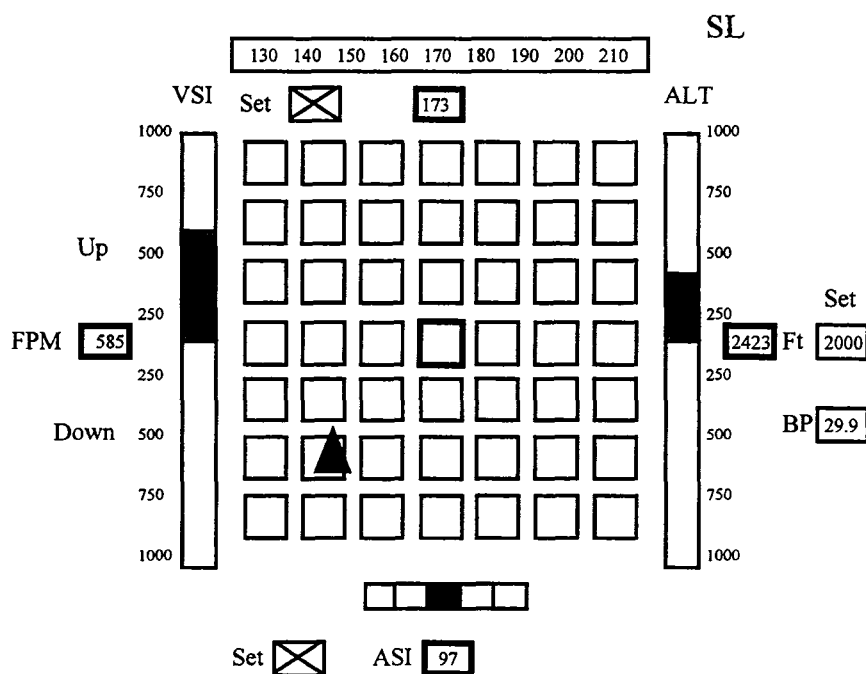 SL
130 140 150 160 170 180 190 200 210
VSI Set 173 ALT
1000 1000
750 750
Up 500 500
250 250 Set
FPM 585 2423 Ft 2000
250 250
Down 500 500 BP 29.9
750 750
1000 1000
Set ASI 97